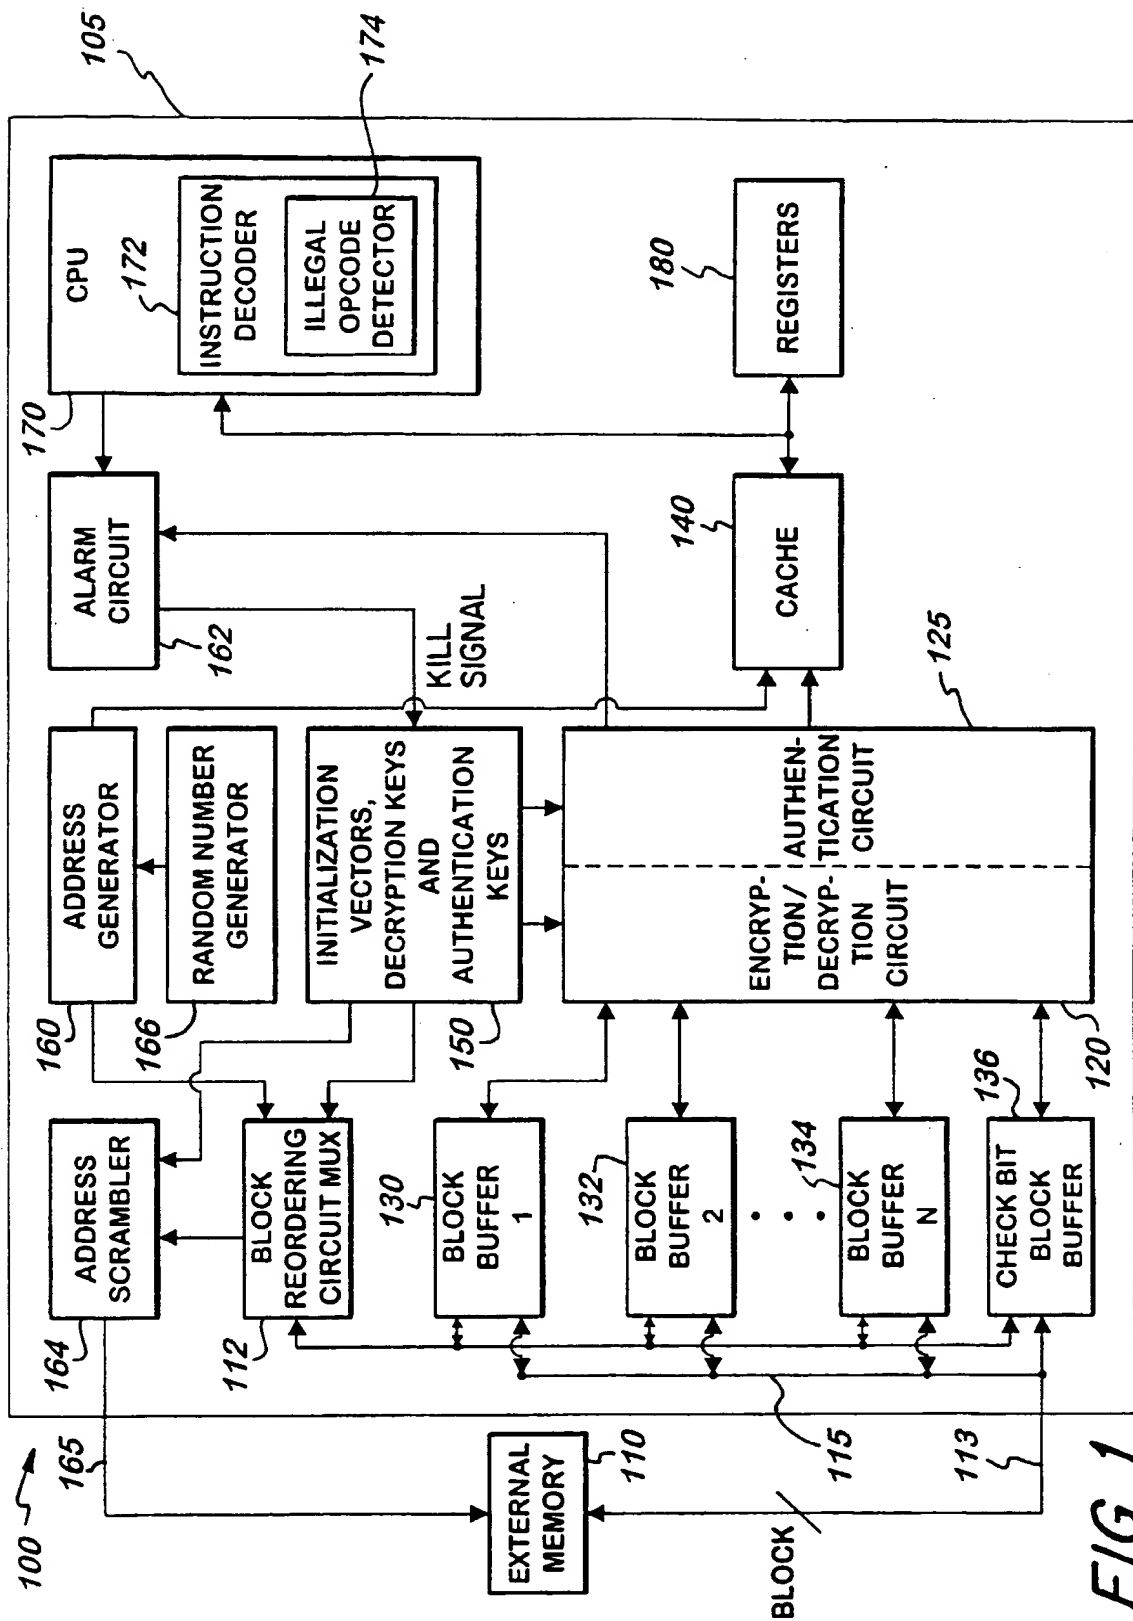 100
165
164
ADDRESS
SCRAMBLER
160
ADDRESS
GENERATOR
162
ALARM
CIRCUIT
170
CPU
172
INSTRUCTION
DECODER
ILLEGAL
OPCODE
DETECTOR
105
174
166
RANDOM NUMBER
GENERATOR
112
BLOCK
REORDERING
CIRCUIT MUX
150
INITIALIZATION
VECTORS,
DECRYPTION KEYS
AND
AUTHENTICATION
KEYS
KILL
SIGNAL
EXTERNAL
MEMORY
110
130
BLOCK
BUFFER
1
132
BLOCK
BUFFER
2
134
BLOCK
BUFFER
N
136
CHECK BIT
BLOCK
BUFFER
120
ENCRYP-
TION/
DECRYP-
TION
CIRCUIT
AUTHEN-
TICATION
CIRCUIT
125
140
CACHE
180
REGISTERS
BLOCK
115
113
FIG 1